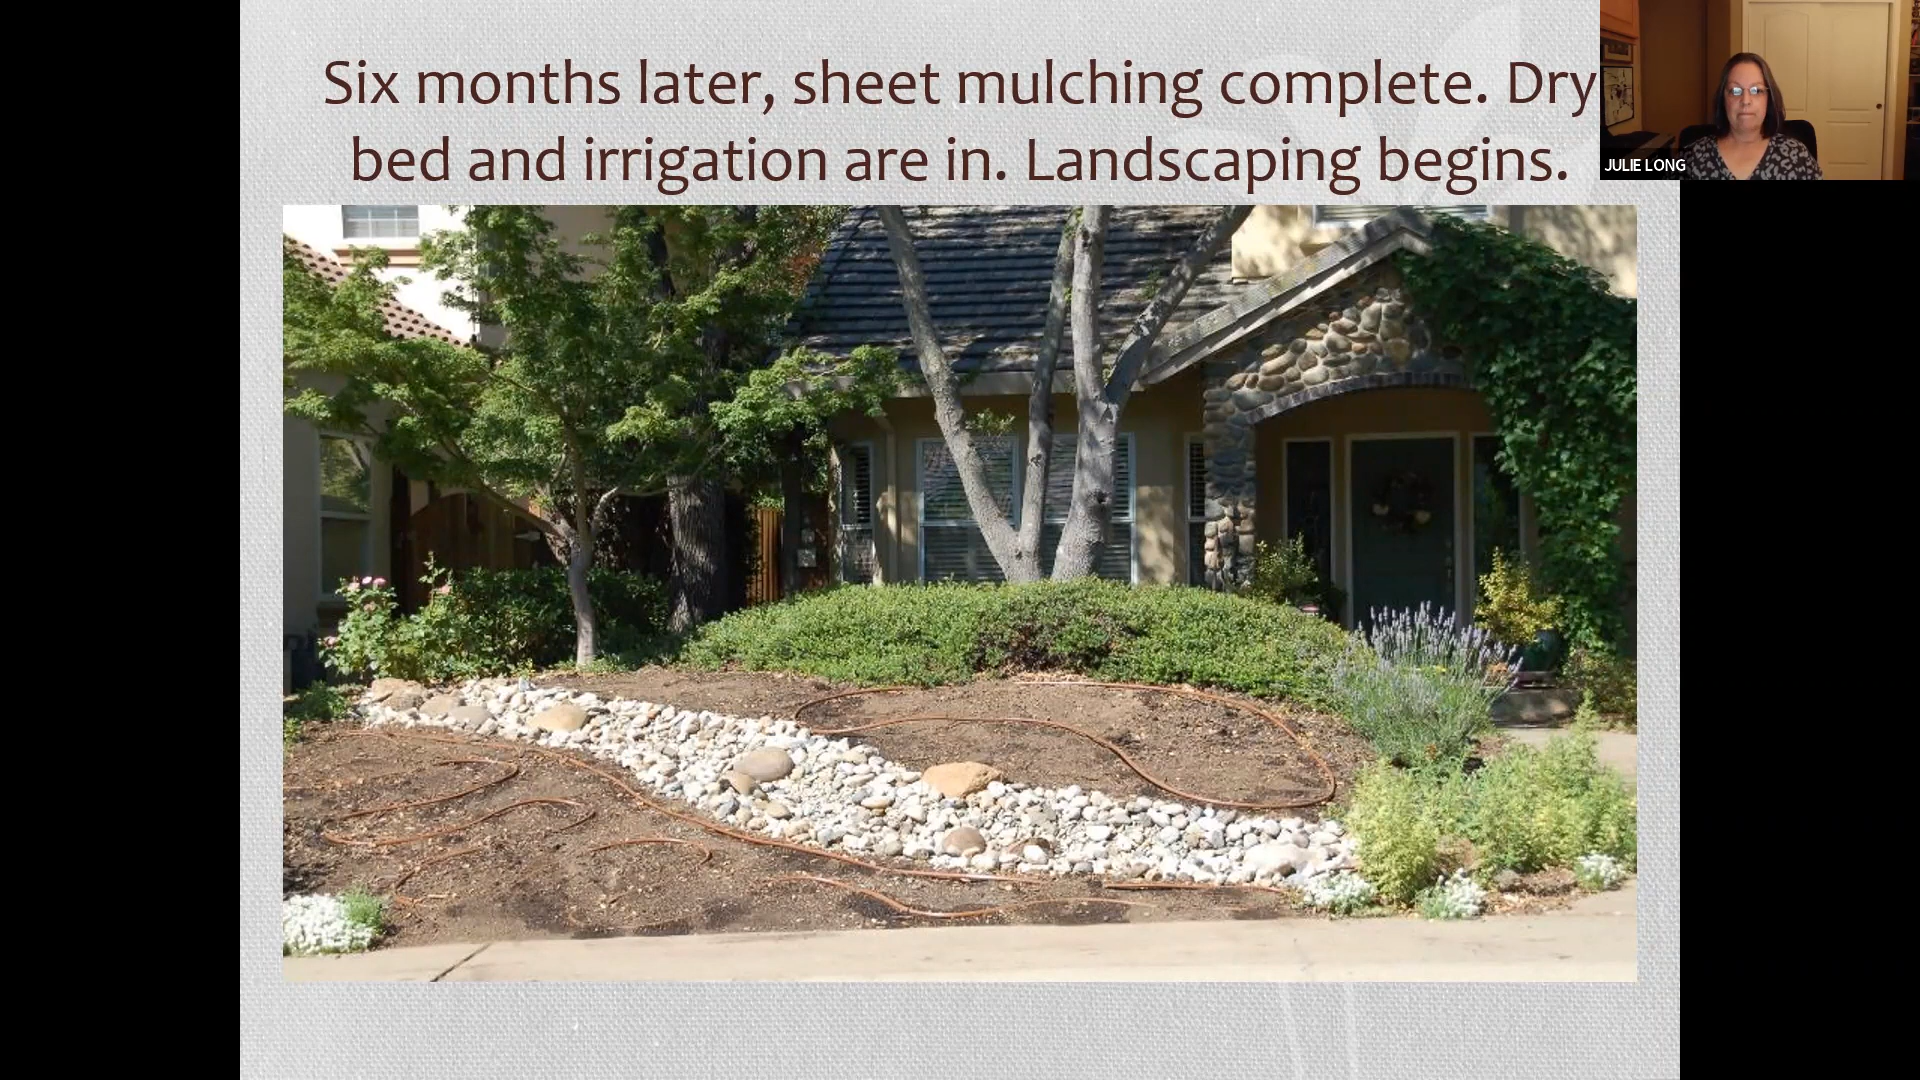 Six months later, sheet mulching complete. Dry
bed and irrigation are in. Landscaping begins.
JULIE LONG